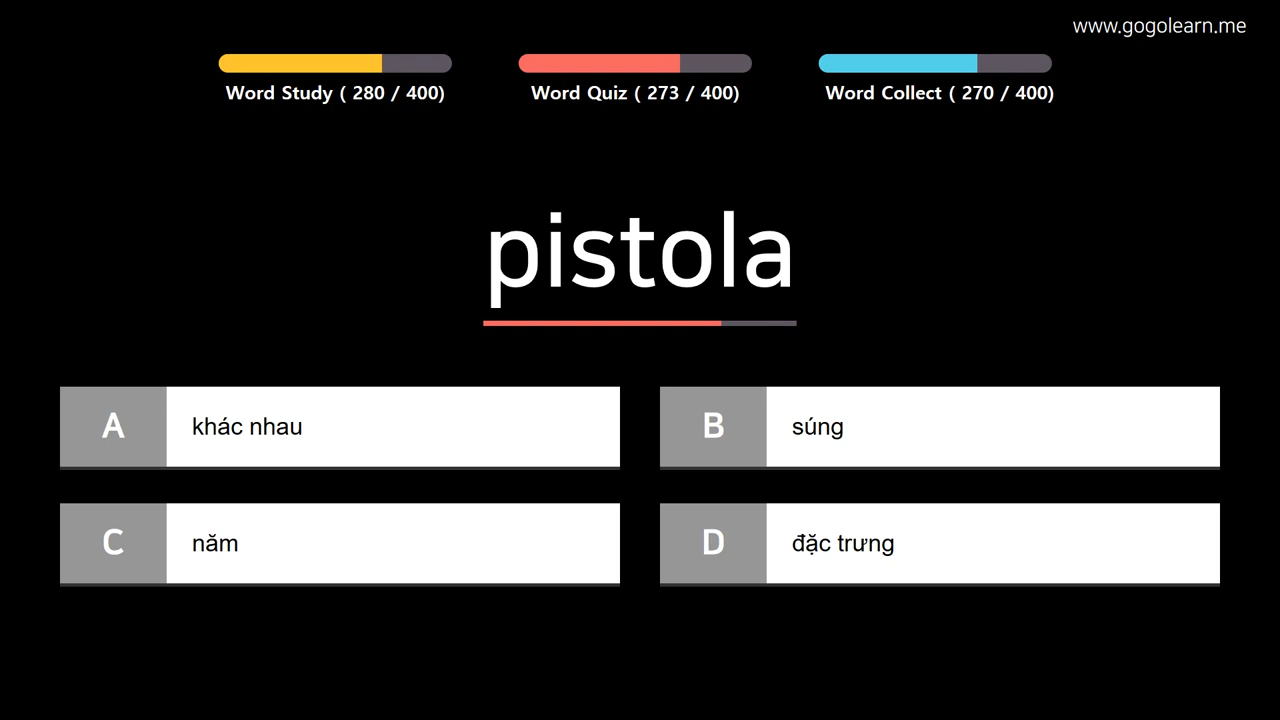 www.gogolearn.me
Word Study ( 280 / 400)
Word Quiz ( 273 / 400)
Word Collect ( 270 / 400)
pistola
A khác nhau
B súng
C năm
D đặc trưng